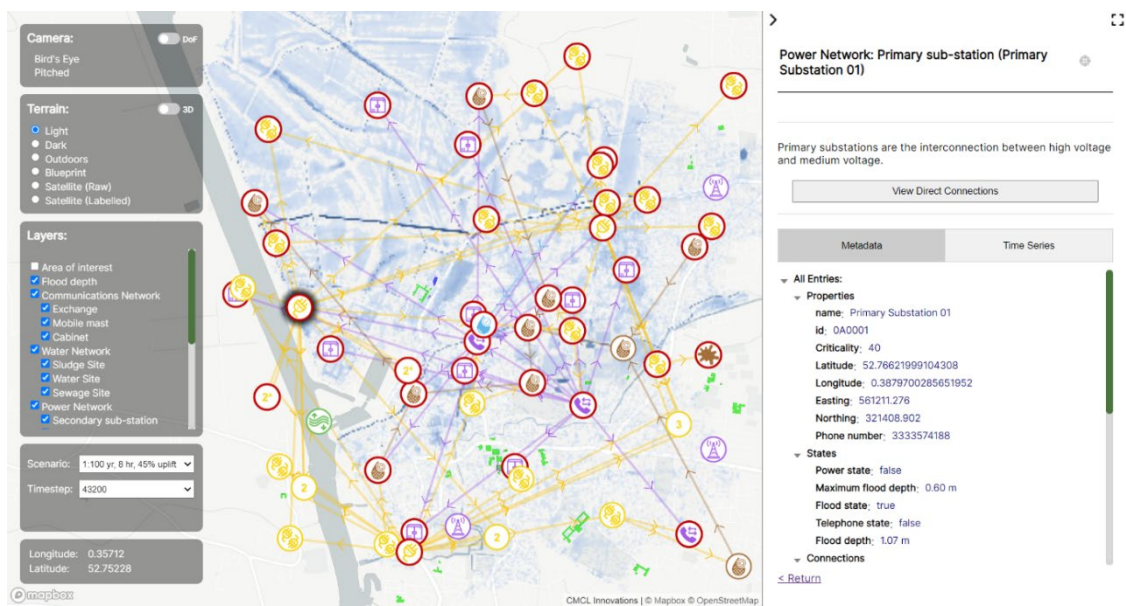 Camera:
DoF
Bird's Eye
Pitched
Terrain:
3D
Light
Dark
Outdoors
Blueprint
Satellite (Raw)
Satellite (Labelled)
Layers:
Area of interest
Flood depth
Communications Network
Exchange
Mobile mast
Cabinet
Water Network
Sludge Site
Water Site
Sewage Site
Power Network
Secondary sub-station
Scenario: 1:100 yr, 8 hr, 45% uplift
Timestep: 43200
Longitude: 0.35712
Latitude: 52.75228
mapbox
2*
2*
3
2
2
CMCL Innovations | © Mapbox © OpenStreetMap
Power Network: Primary sub-station (Primary
Substation 01)
Primary substations are the interconnection between high voltage
and medium voltage.
View Direct Connections
Metadata Time Series
All Entries:
Properties
name: Primary Substation 01
id: 0A0001
Criticality: 40
Latitude: 52.76621999104308
Longitude: 0.3879700285651952
Easting: 561211.276
Northing: 321408.902
Phone number: 3333574188
States
Power state: false
Maximum flood depth: 0.60 m
Flood state: true
Telephone state: false
Flood depth: 1.07 m
Connections
< Return